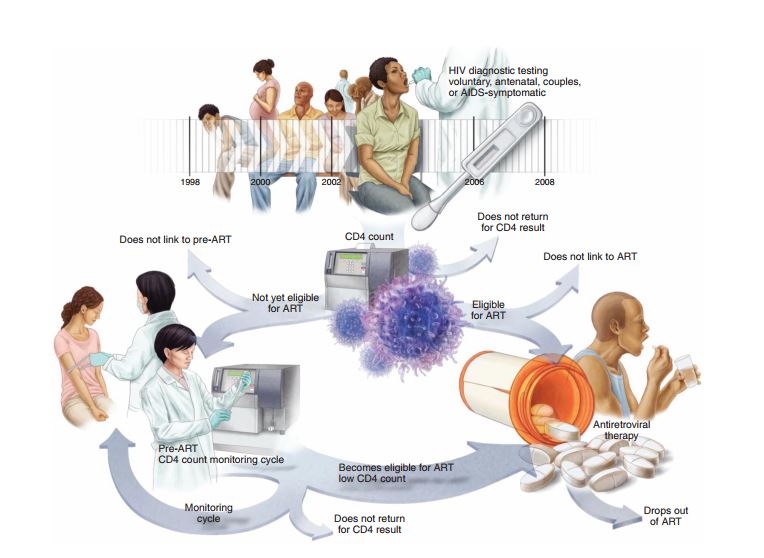 HIV diagnostic testing
voluntary, antenatal, couples,
or AIDS-symptomatic
1998
2000
2002
2006
2008
Does not return
for CD4 result
Does not link to pre-ART
CD4 count
Does not link to ART
Not yet eligible
for ART
Eligible
for ART
Antiretroviral
therapy
Pre-ART
CD4 count monitoring cycle
Becomes eligible for ART
low CD4 count
Monitoring
cycle
Does not return
for CD4 result
Drops out
of ART